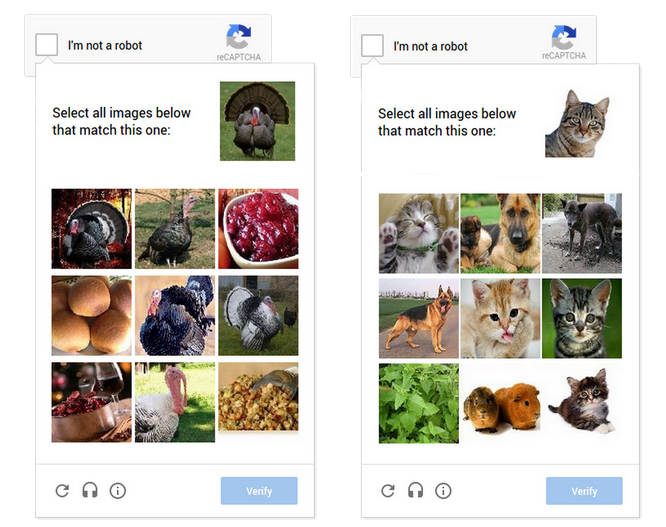 I'm not a robot
reCAPTCHA
Select all images below
that match this one:
Verify
I'm not a robot
reCAPTCHA
Select all images below
that match this one:
Verify